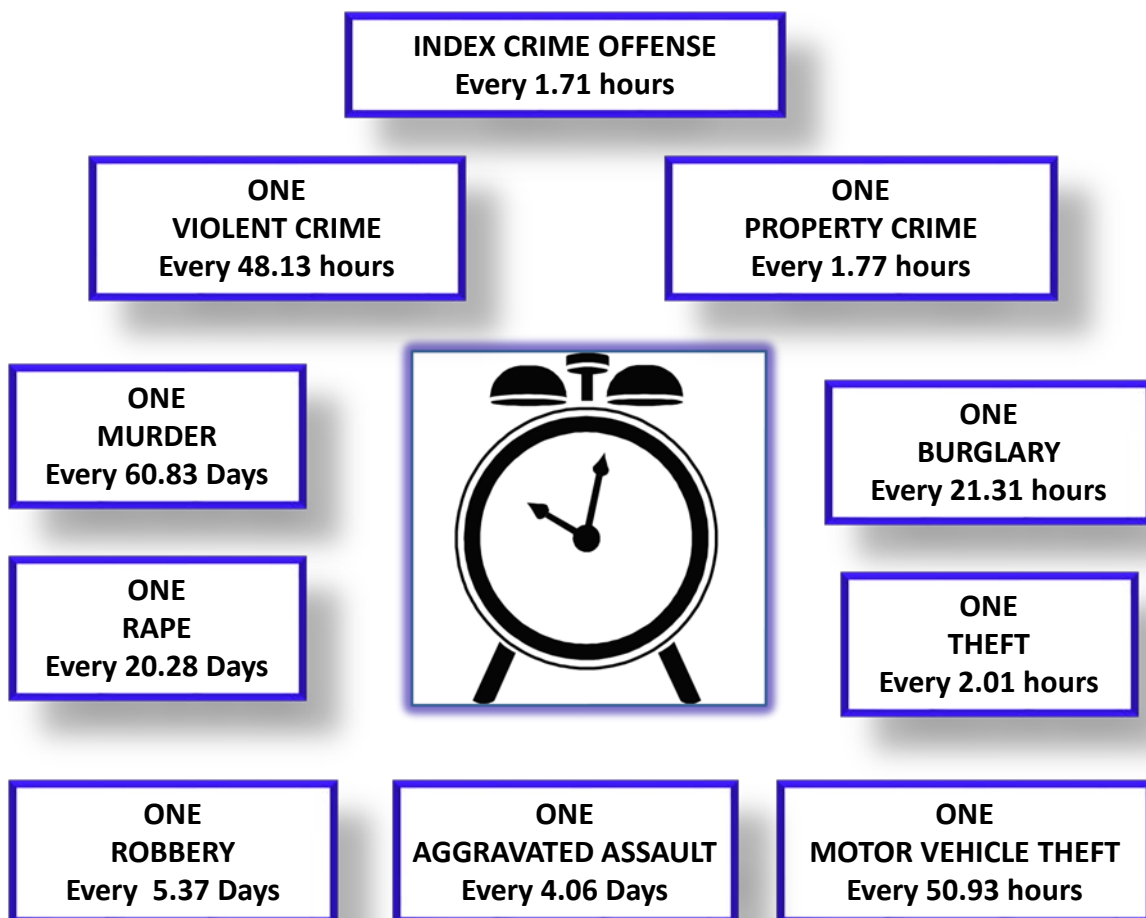 INDEX CRIME OFFENSE
Every 1.71 hours
ONE
VIOLENT CRIME
Every 48.13 hours
ONE
PROPERTY CRIME
Every 1.77 hours
ONE
MURDER
Every 60.83 Days
ONE
BURGLARY
Every 21.31 hours
ONE
RAPE
Every 20.28 Days
ONE
THEFT
Every 2.01 hours
ONE
ROBBERY
Every  5.37 Days
ONE
AGGRAVATED ASSAULT
Every 4.06 Days
ONE
MOTOR VEHICLE THEFT
Every 50.93 hours